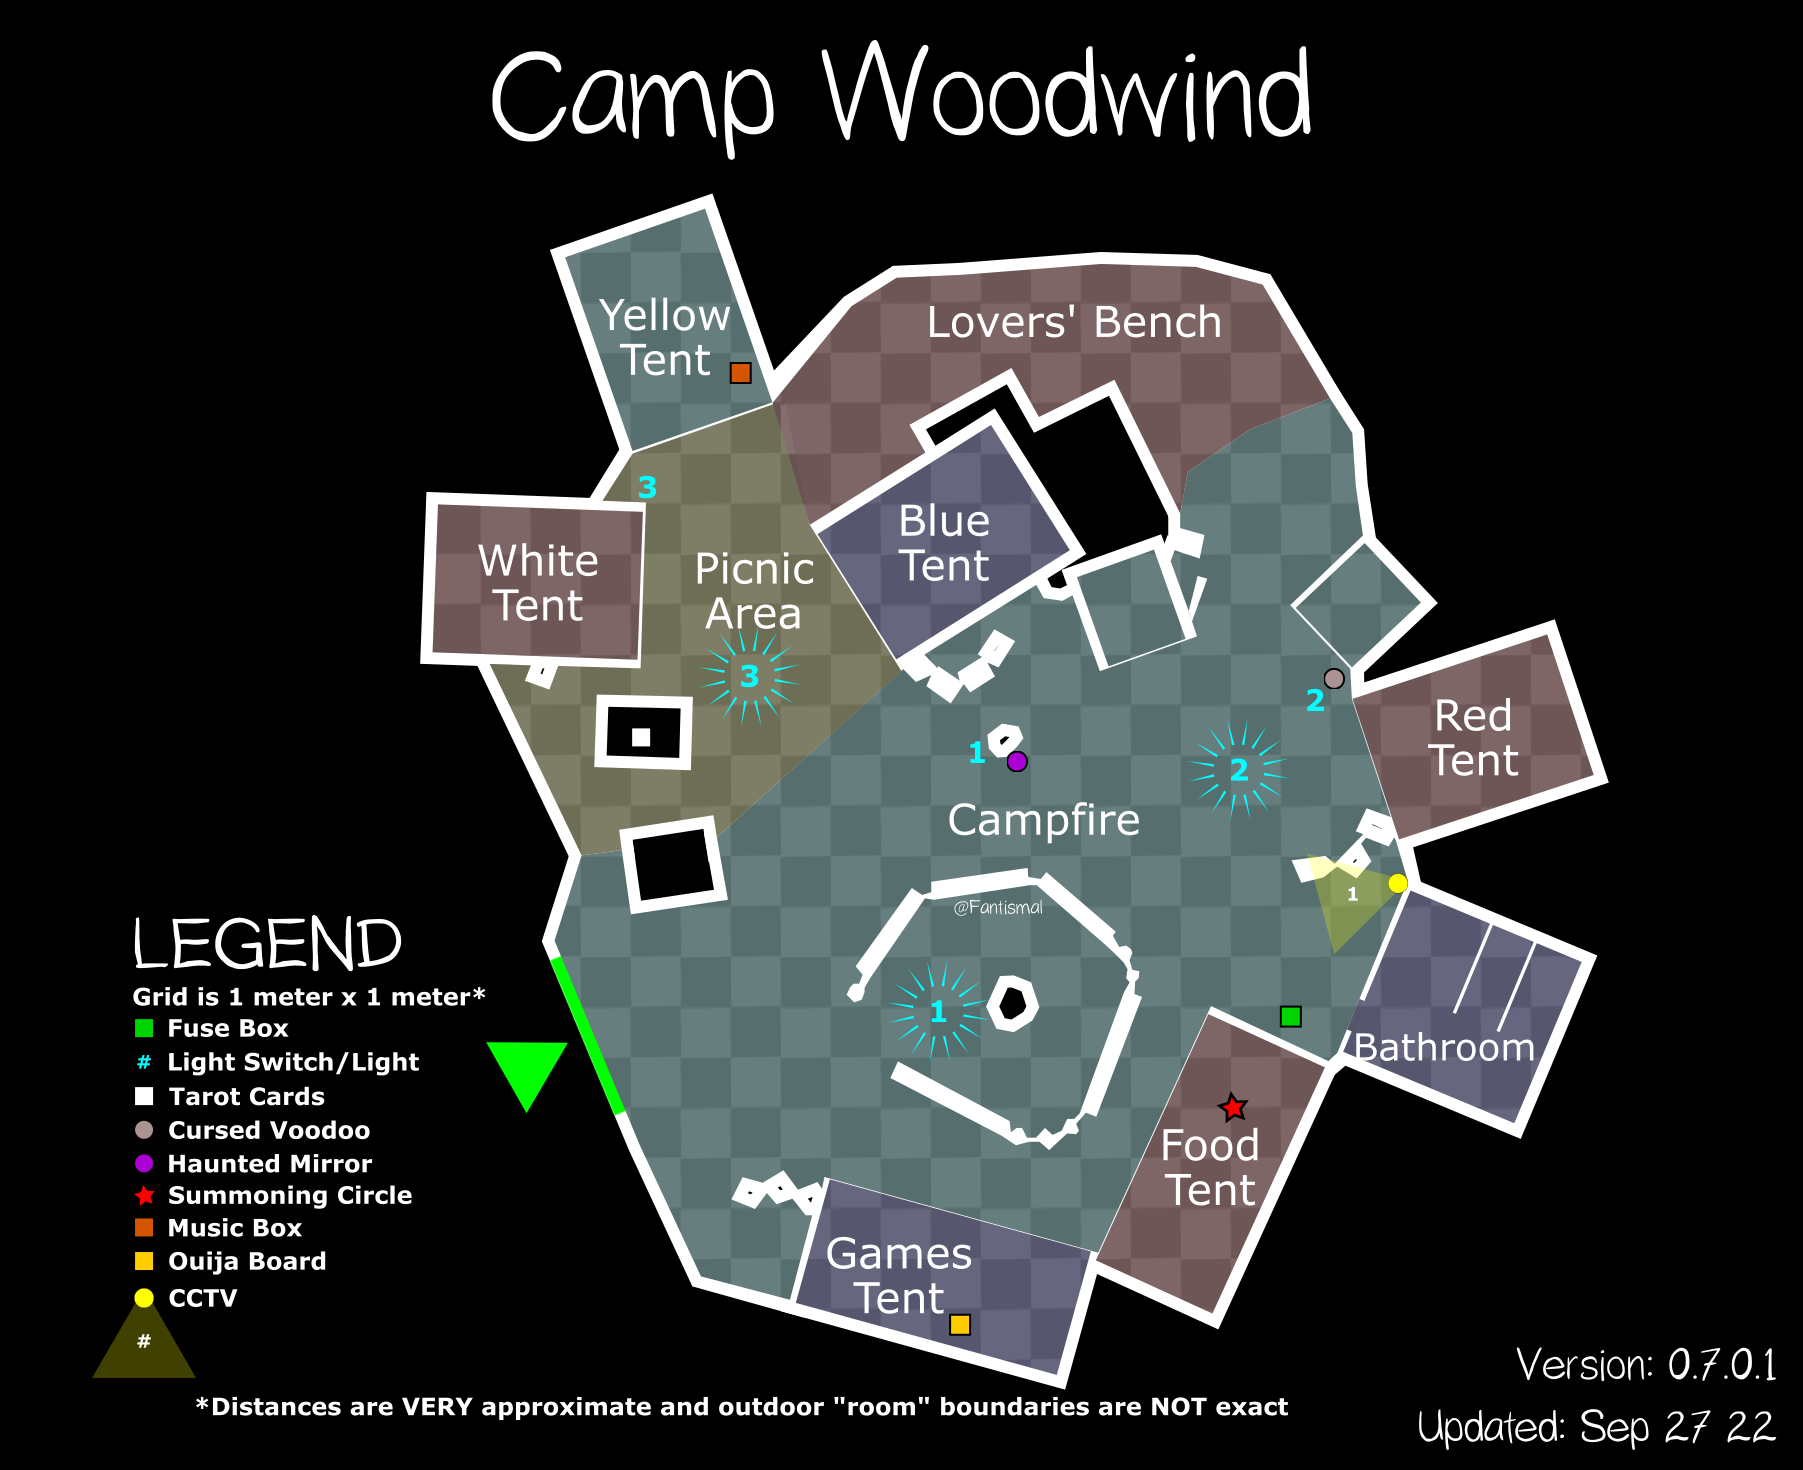 Camp Woodwind
Yellow
Tent
Lovers' Bench
3
White
Tent
Blue
Tent
Picnic
Area
3
2
Red
Tent
1
2
Campfire
1
@Fantismal
1
Bathroom
Food
Tent
Games
Tent
LEGEND
Grid is 1 meter x 1 meter*
Fuse Box
# Light Switch/Light
Tarot Cards
Cursed Voodoo
Haunted Mirror
Summoning Circle
Music Box
Ouija Board
CCTV
#
*Distances are VERY approximate and outdoor "room" boundaries are NOT exact
Version: 0.7.0.1
Updated: Sep 27 22